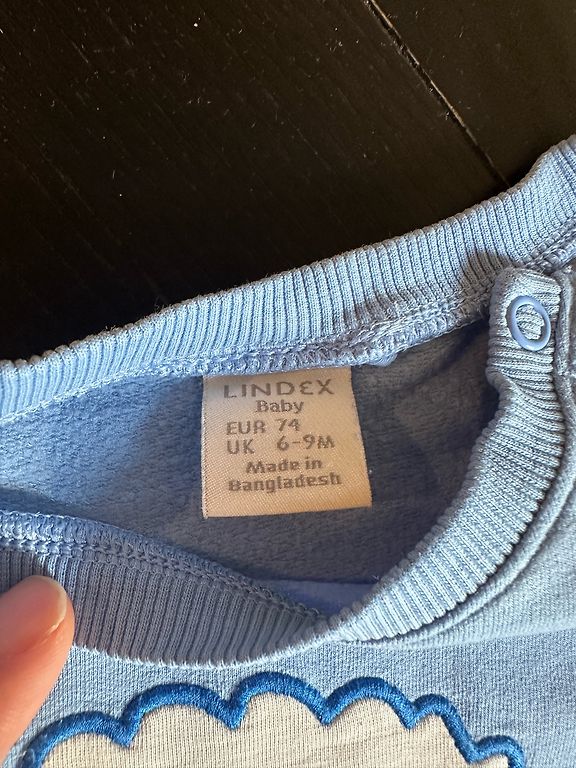 LINDEX
Baby
EUR 74
UK 6-9M
Made in
Bangladesh